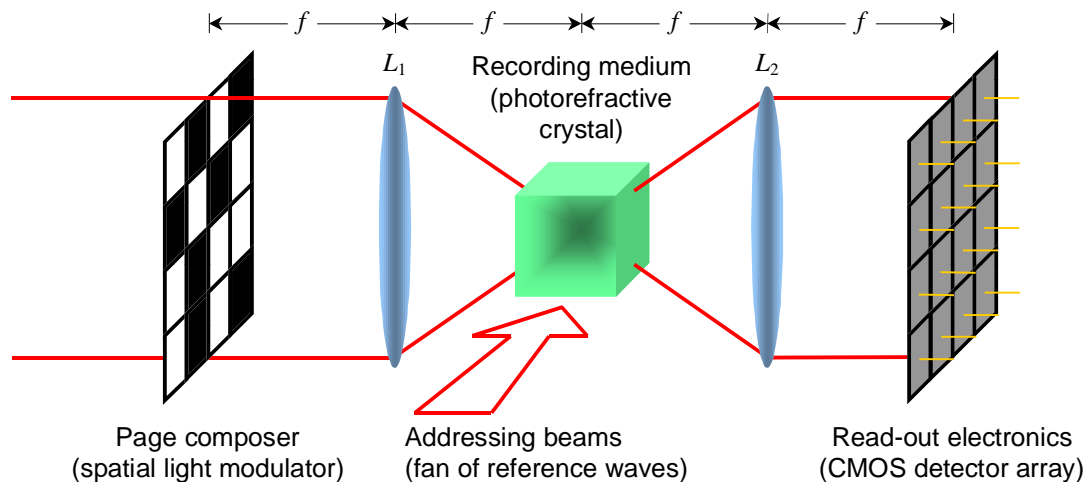 f
f
f
f
L1
Recording medium
(photorefractive
crystal)
L2
Page composer
(spatial light modulator)
Addressing beams
(fan of reference waves)
Read-out electronics
(CMOS detector array)